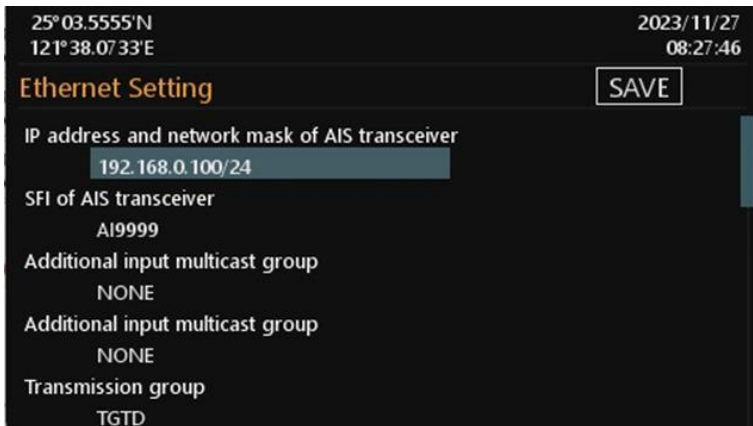 25°03.5555'N
2023/11/27
121°38.0733'E
08:27:46
Ethernet Setting
SAVE
IP address and network mask of AIS transceiver
192.168.0.100/24
SFI of AIS transceiver
AI9999
Additional input multicast group
NONE
Additional input multicast group
NONE
Transmission group
TGTD